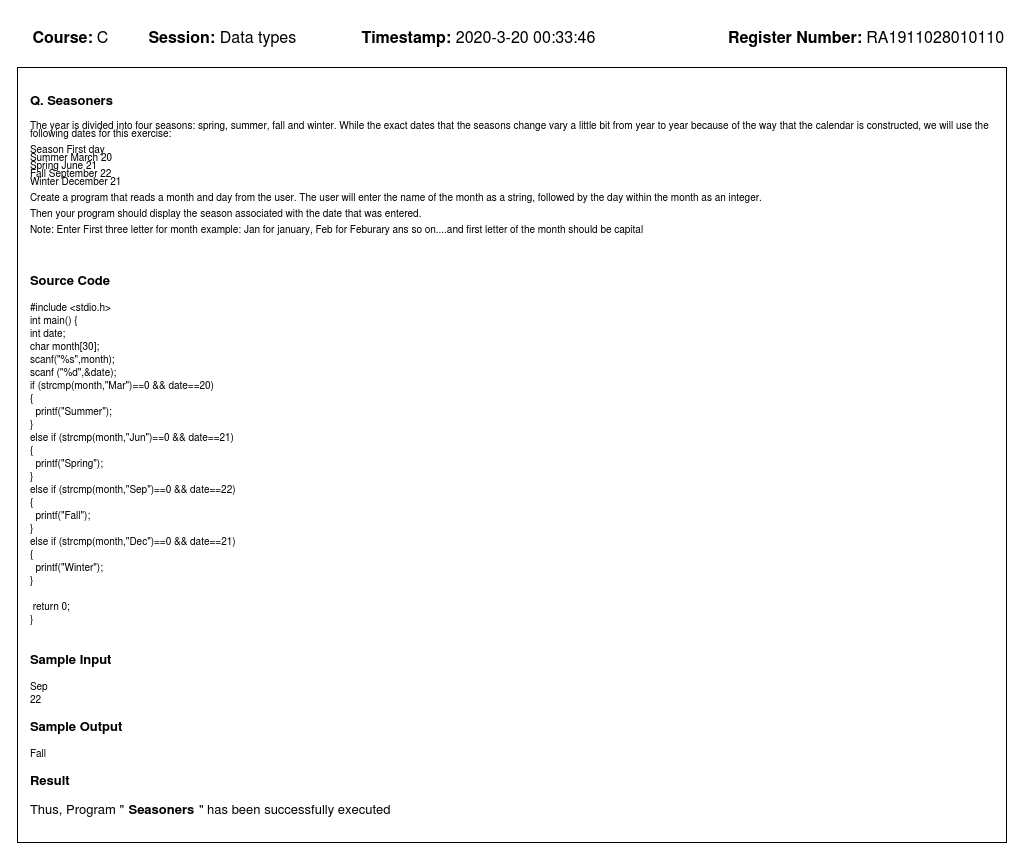 Course: C Session: Data types Timestamp: 2020-3-20 00:33:46 Register Number: RA1911028010110
Q. Seasoners
The year is divided into four seasons: spring, summer, fall and winter. While the exact dates that the seasons change vary a little bit from year to year because of the way that the calendar is constructed, we will use the
following dates for this exercise:
Season First day
Summer March 20
Spring June 21
Fall September 22
Winter December 21
Create a program that reads a month and day from the user. The user will enter the name of the month as a string, followed by the day within the month as an integer.
Then your program should display the season associated with the date that was entered.
Note: Enter First three letter for month example: Jan for january, Feb for Feburary ans so on....and first letter of the month should be capital
Source Code
#include <stdio.h>
int main() {
int date;
char month[30];
scanf("%s",month);
scanf ("%d",&date);
if (strcmp(month,"Mar")==0 && date==20)
{
printf("Summer");
}
else if (strcmp(month,"Jun")==0 && date==21)
{
printf("Spring");
}
else if (strcmp(month,"Sep")==0 && date==22)
{
printf("Fall");
}
else if (strcmp(month,"Dec")==0 && date==21)
{
printf("Winter");
}
return 0;
}
Sample Input
Sep
22
Sample Output
Fall
Result
Thus, Program " Seasoners " has been successfully executed